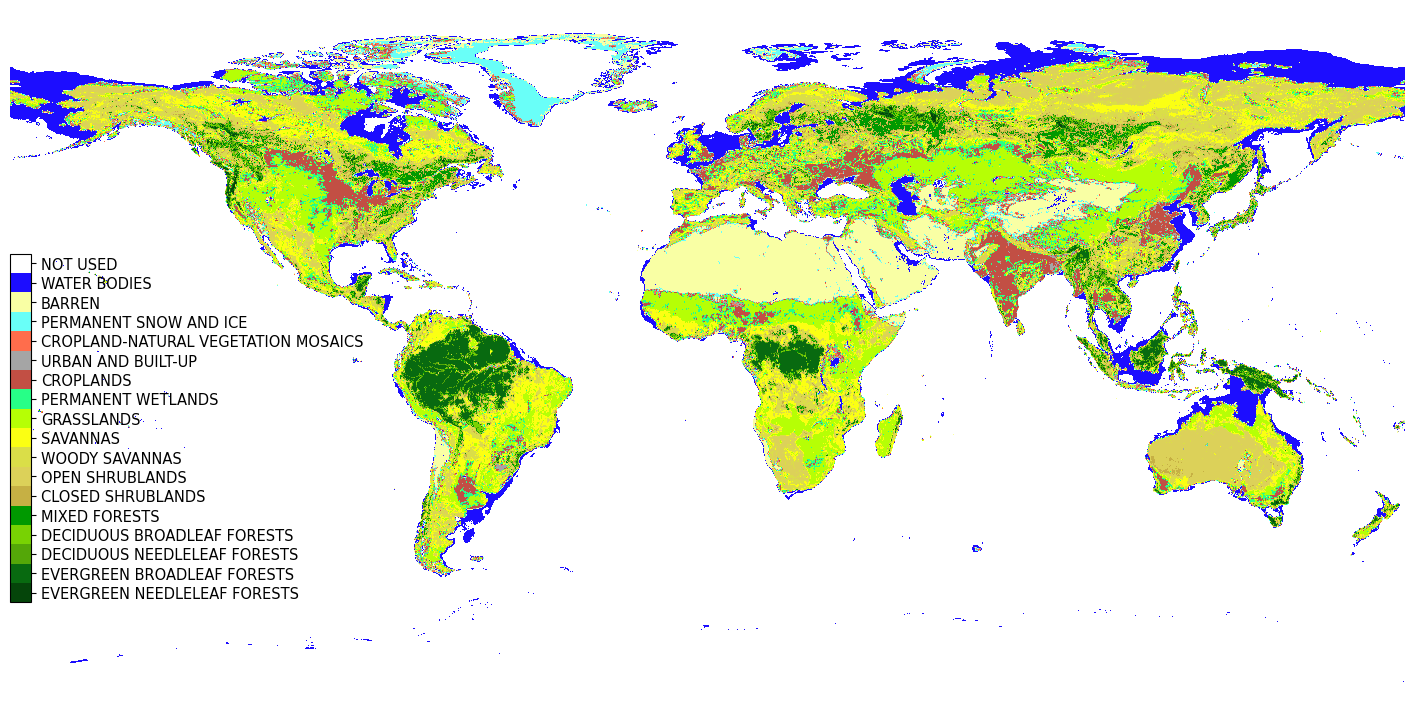 NOT USED
WATER BODIES
BARREN
PERMANENT SNOW AND ICE
CROPLAND-NATURAL VEGETATION MOSAICS
URBAN AND BUILT-UP
CROPLANDS
PERMANENT WETLANDS
GRASSLANDS
SAVANNAS
WOODY SAVANNAS
OPEN SHRUBLANDS
CLOSED SHRUBLANDS
MIXED FORESTS
DECIDUOUS BROADLEAF FORESTS
DECIDUOUS NEEDLELEAF FORESTS
EVERGREEN BROADLEAF FORESTS
EVERGREEN NEEDLELEAF FORESTS